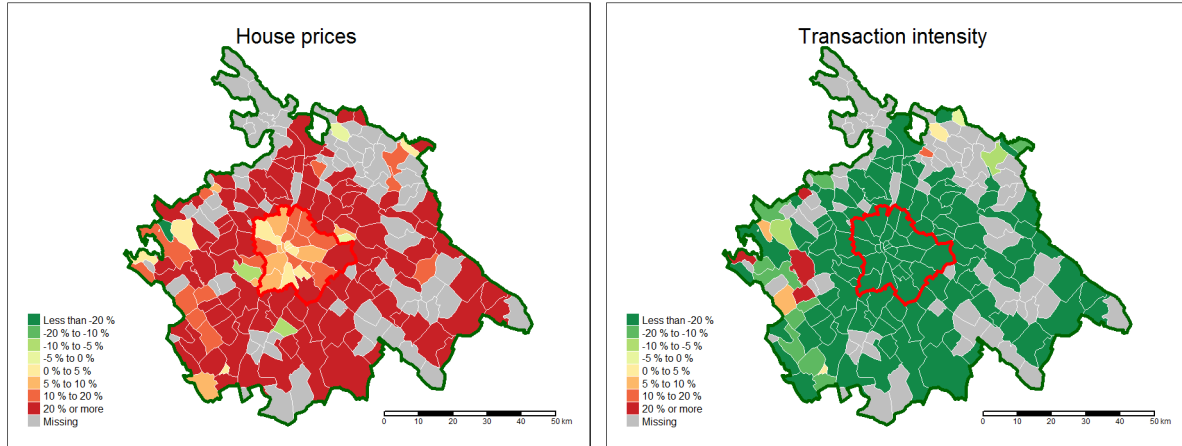 House prices
Less than -20 %
-20 % to -10 %
-10 % to -5 %
-5 % to 0 %
0 % to 5 %
5 % to 10 %
10 % to 20 %
20 % or more
Missing
0 10 20 30 40 50 km
Transaction intensity
Less than -20 %
-20 % to -10 %
-10 % to -5 %
-5 % to 0 %
0 % to 5 %
5 % to 10 %
10 % to 20 %
20 % or more
Missing
0 10 20 30 40 50 km